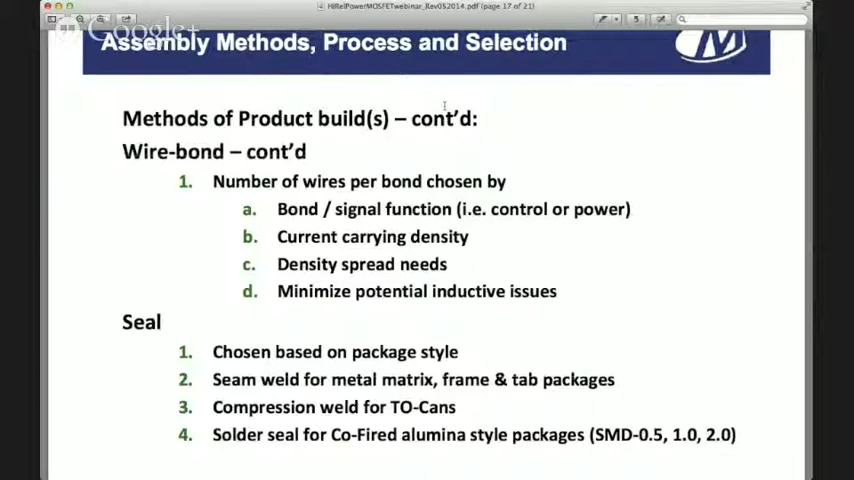 HiRelPowerMOSFETwebinar_Rev052014.pdf (page 17 of 21)
Google+
Assembly Methods, Process and Selection
Methods of Product build(s) – cont'd:
Wire-bond – cont'd
1. Number of wires per bond chosen by
a. Bond / signal function (i.e. control or power)
b. Current carrying density
c. Density spread needs
d. Minimize potential inductive issues
Seal
1. Chosen based on package style
2. Seam weld for metal matrix, frame & tab packages
3. Compression weld for TO-Cans
4. Solder seal for Co-Fired alumina style packages (SMD-0.5, 1.0, 2.0)